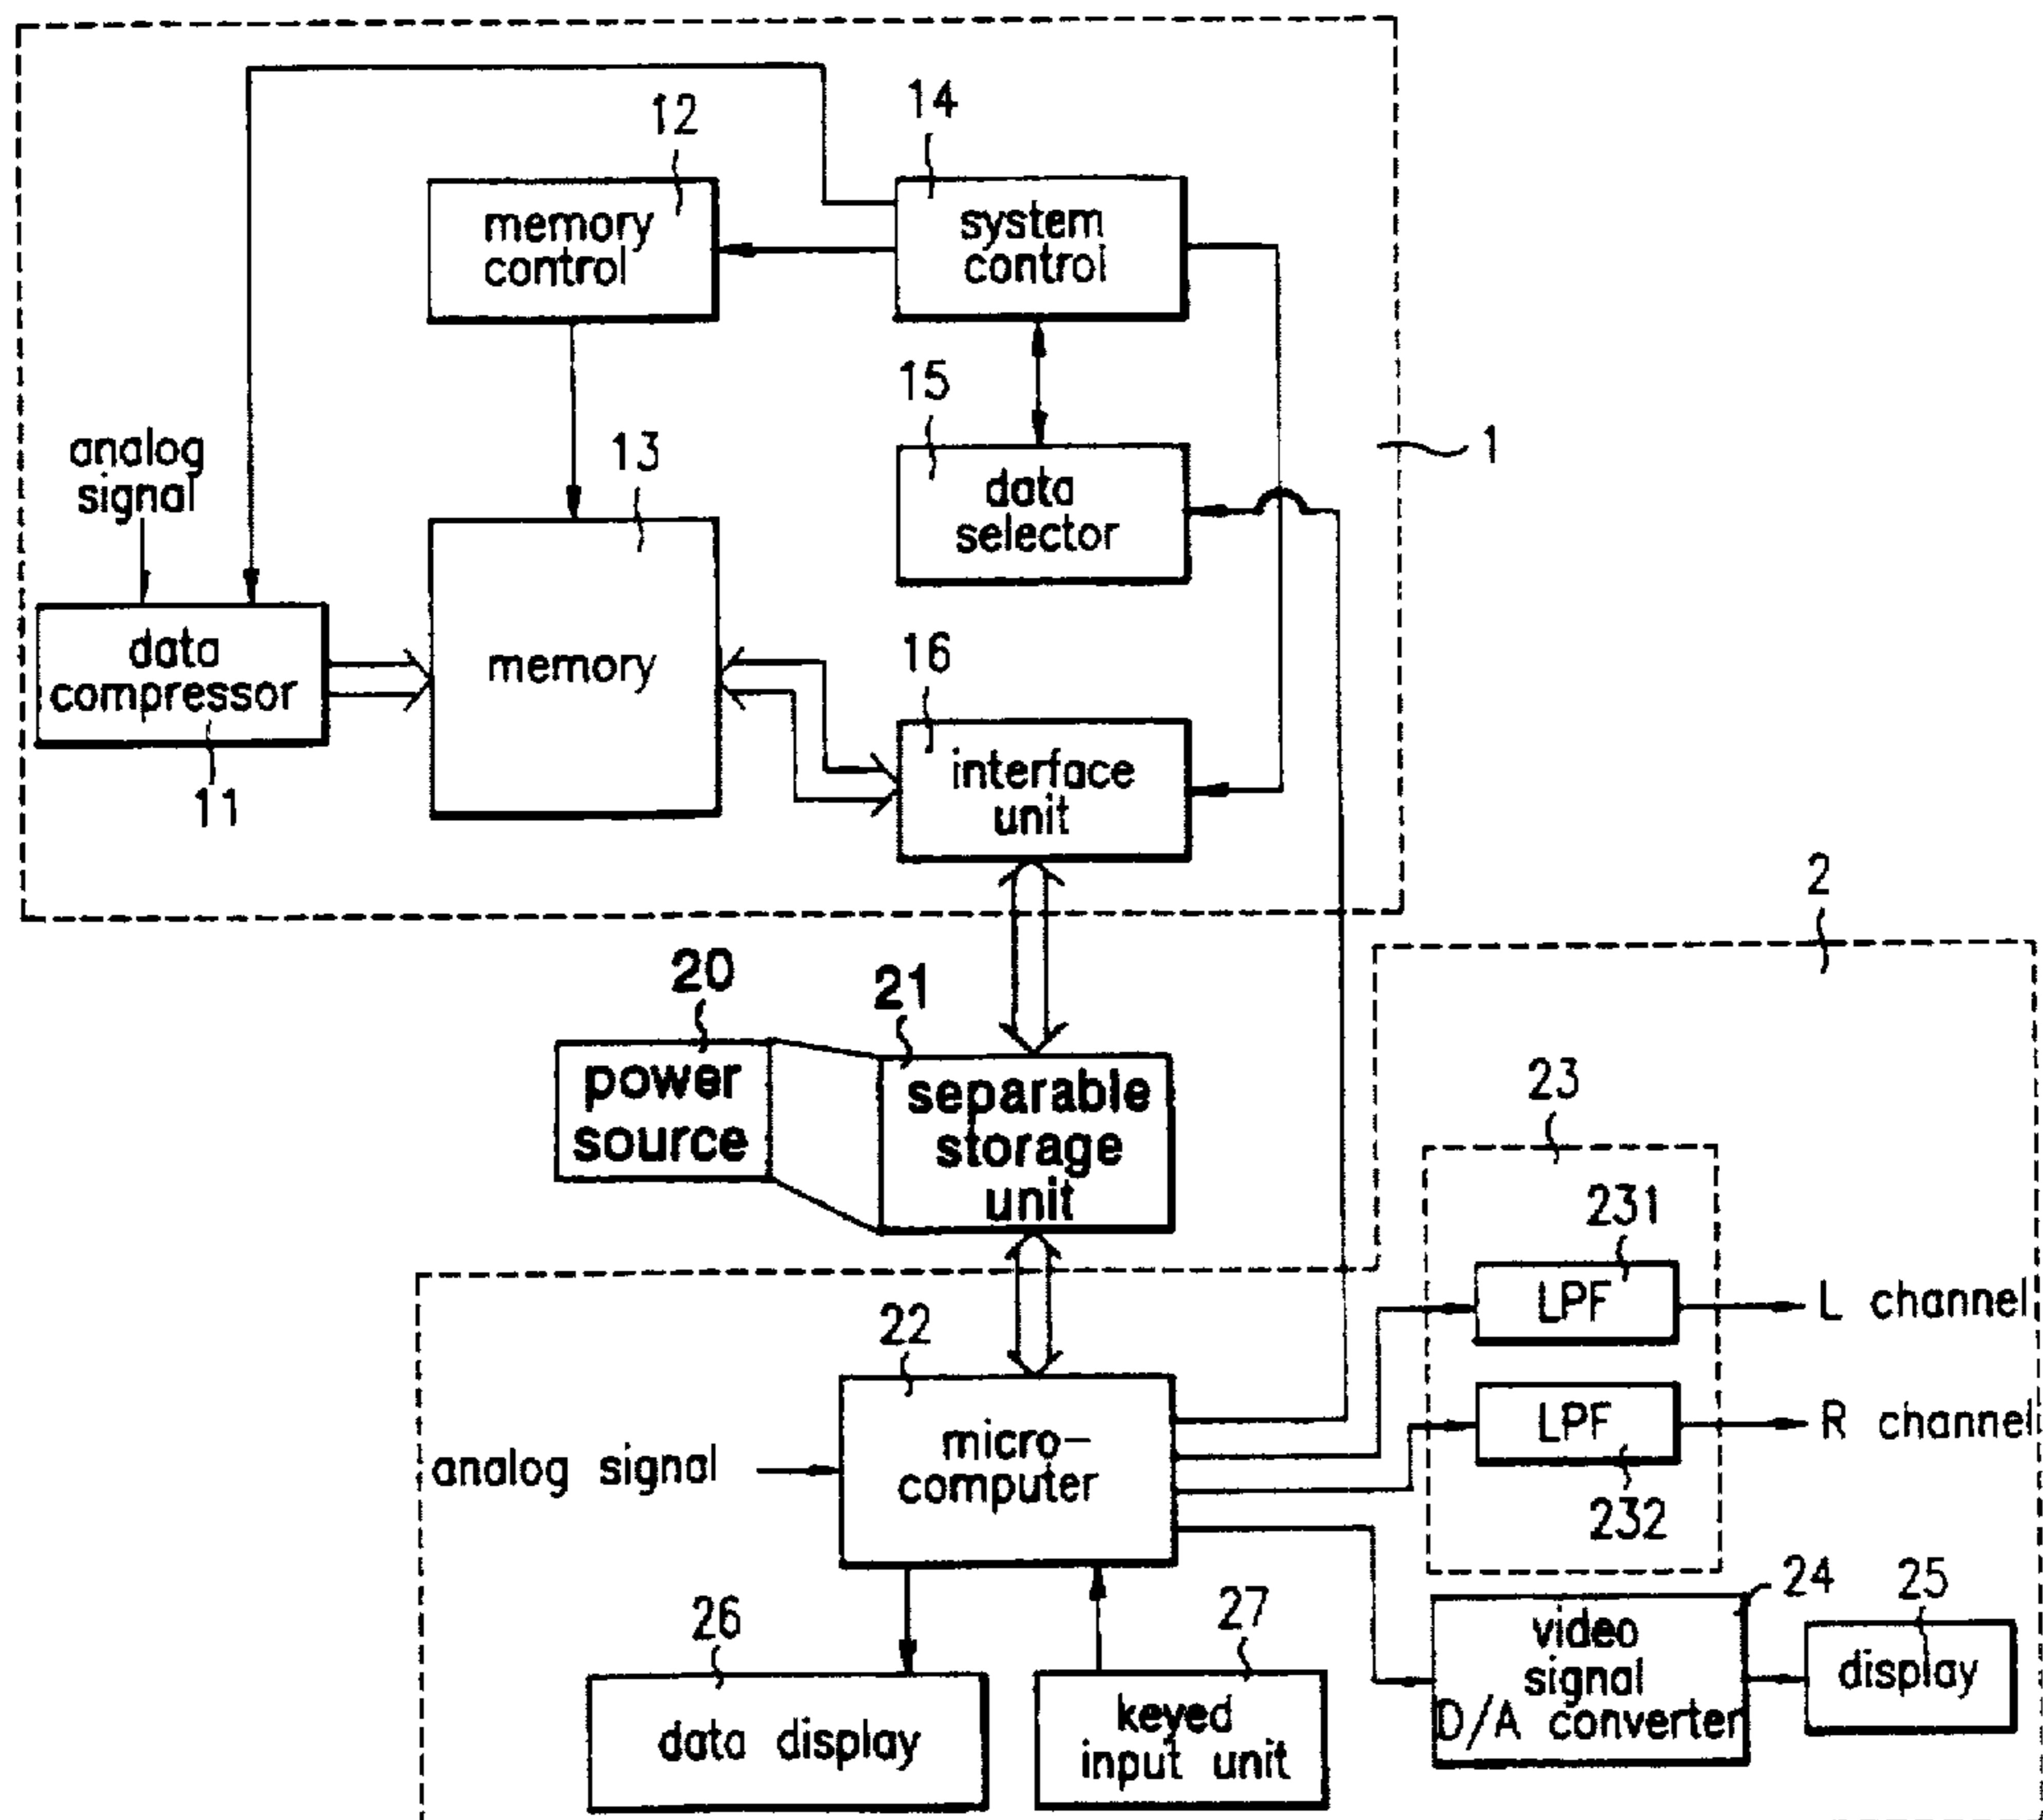 12
14
memory
control
system
control
15
analog
signal
13
data
selector
1
data
compressor
11
memory
16
interface
unit
2
20
21
power
source
separable
storage
unit
23
231
LPF
L channel
22
LPF
R channel
232
analog signal
micro-
computer
26
27
24
25
data display
keyed
input unit
video
signal
D/A converter
display